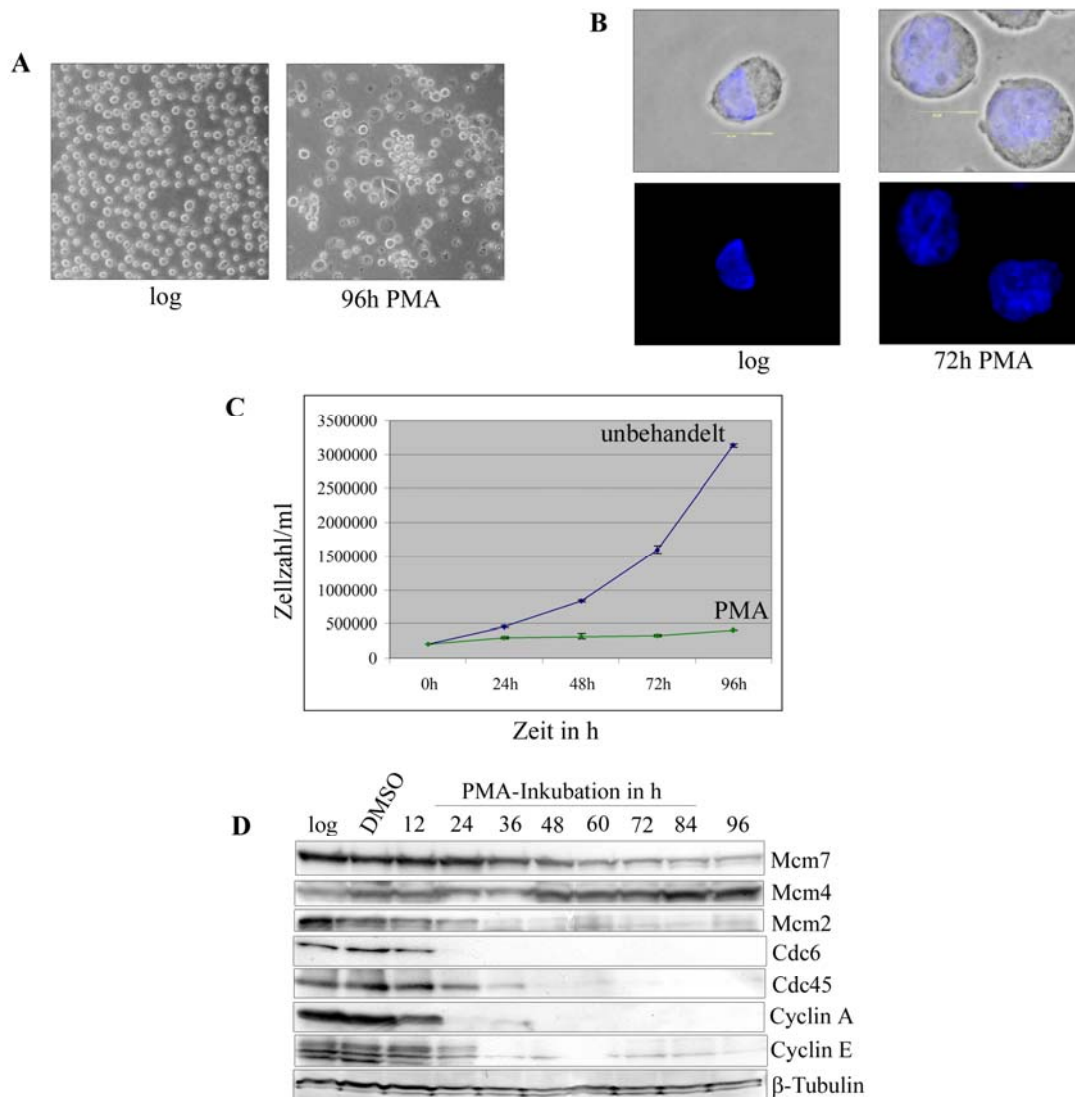 A
B
log
96h PMA
log
72h PMA
C
3500000
3000000
2500000
2000000
1500000
1000000
500000
0
Zellzahl/ml
unbehandelt
PMA
0h 24h 48h 72h 96h
Zeit in h
D
PMA-Inkubation in h
log DMSO 12 24 36 48 60 72 84 96
Mcm7
Mcm4
Mcm2
Cdc6
Cdc45
Cyclin A
Cyclin E
β-Tubulin